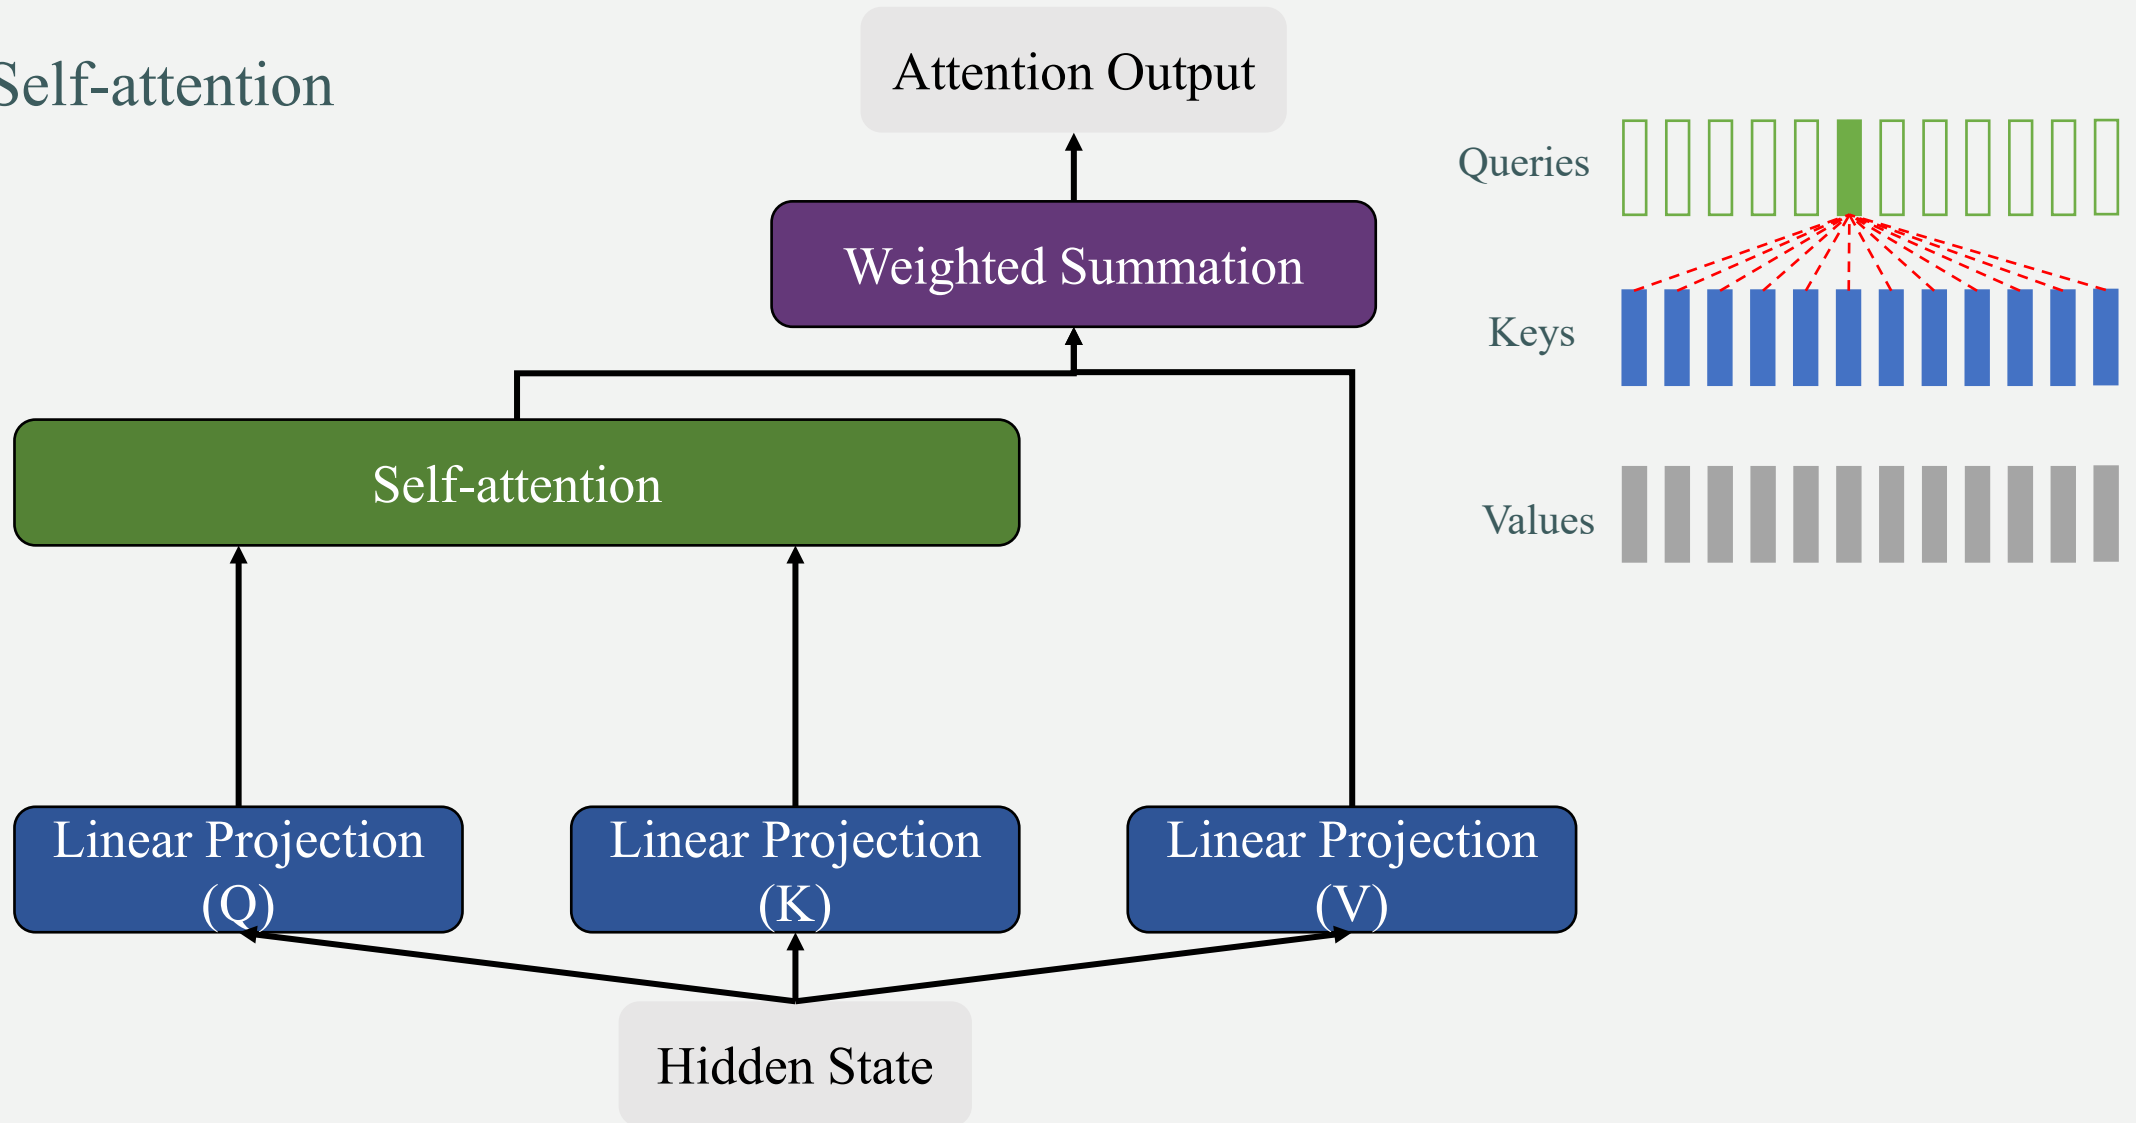 Self-attention
Attention Output
Queries
Weighted Summation
Keys
Self-attention
Values
Linear Projection
(Q)
Linear Projection
(K)
Linear Projection
(V)
Hidden State